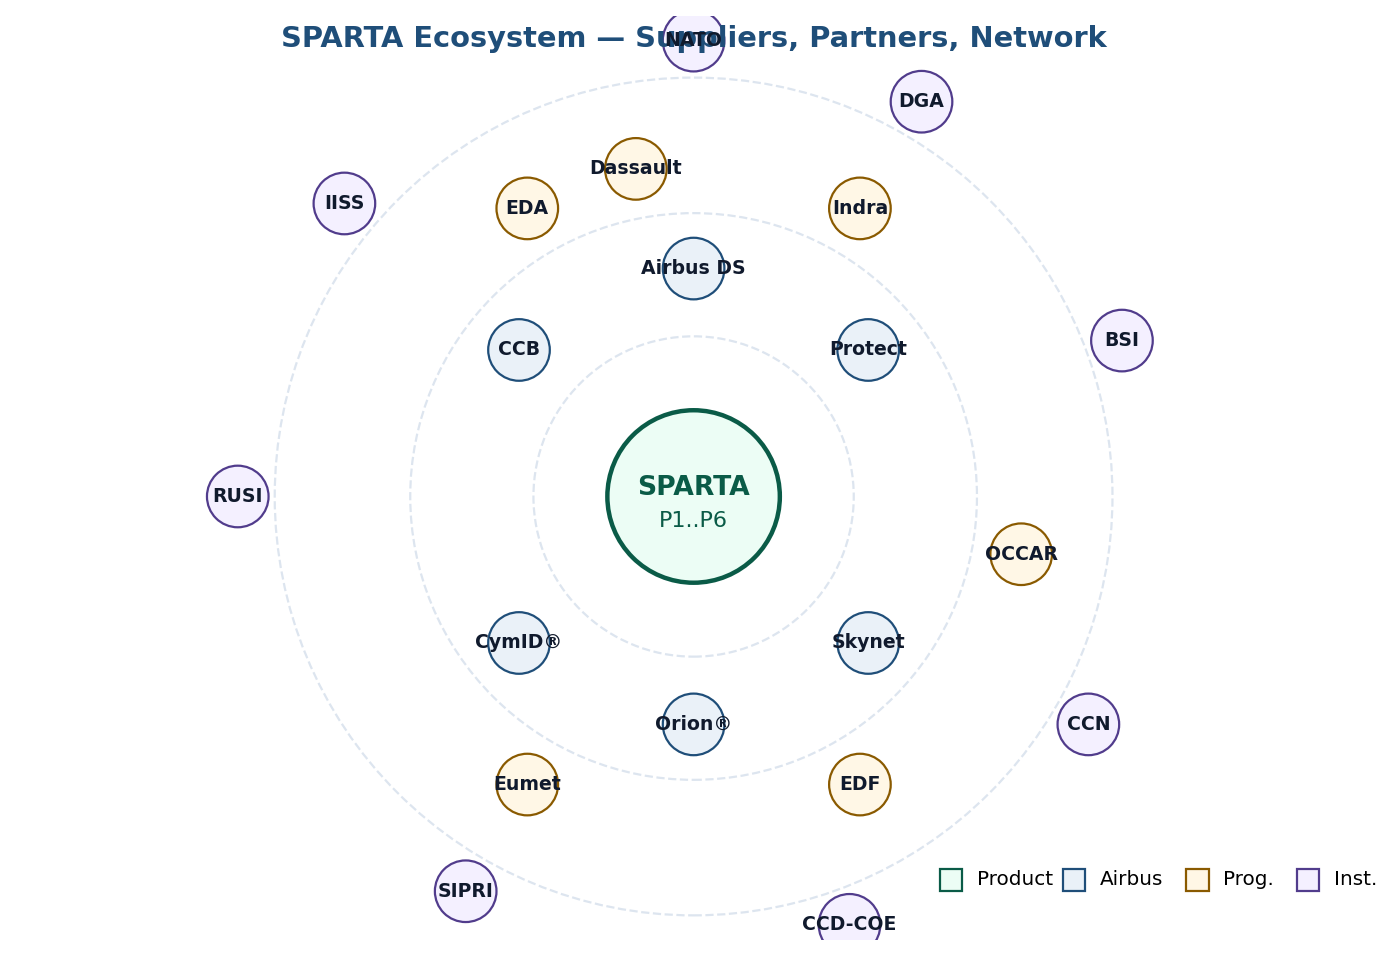 SPARTA Ecosystem — Suppliers, Partners, Network
NATO
DGA
Dassault
IISS
EDA
Indra
Airbus DS
BSI
CCB
Protect
SPARTA
P1..P6
RUSI
OCCAR
CymID®
Skynet
Orion®
CCN
Eumet
EDF
Product
Airbus
Prog.
Inst.
SIPRI
CCD-COE